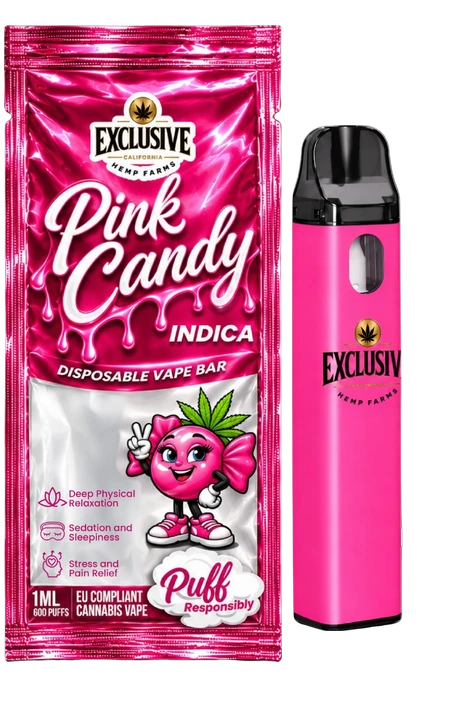 EXCLUSIVE
CALIFORNIA
HEMP FARMS
Pink
Candy
INDICA
DISPOSABLE VAPE BAR
Deep Physical
Relaxation
Sedation and
Sleepiness
Stress and
Pain Relief
Puff
Responsibly
1ML
600 PUFFS
EU COMPLIANT
CANNABIS VAPE
EXCLUSIV
HEMP FARMS